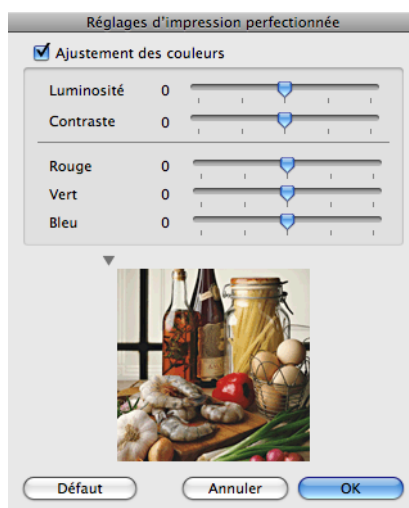 Réglages d'impression perfectionnée
Ajustement des couleurs
Luminosité 0
Contraste 0
Rouge 0
Vert 0
Bleu 0
Défaut Annuler OK